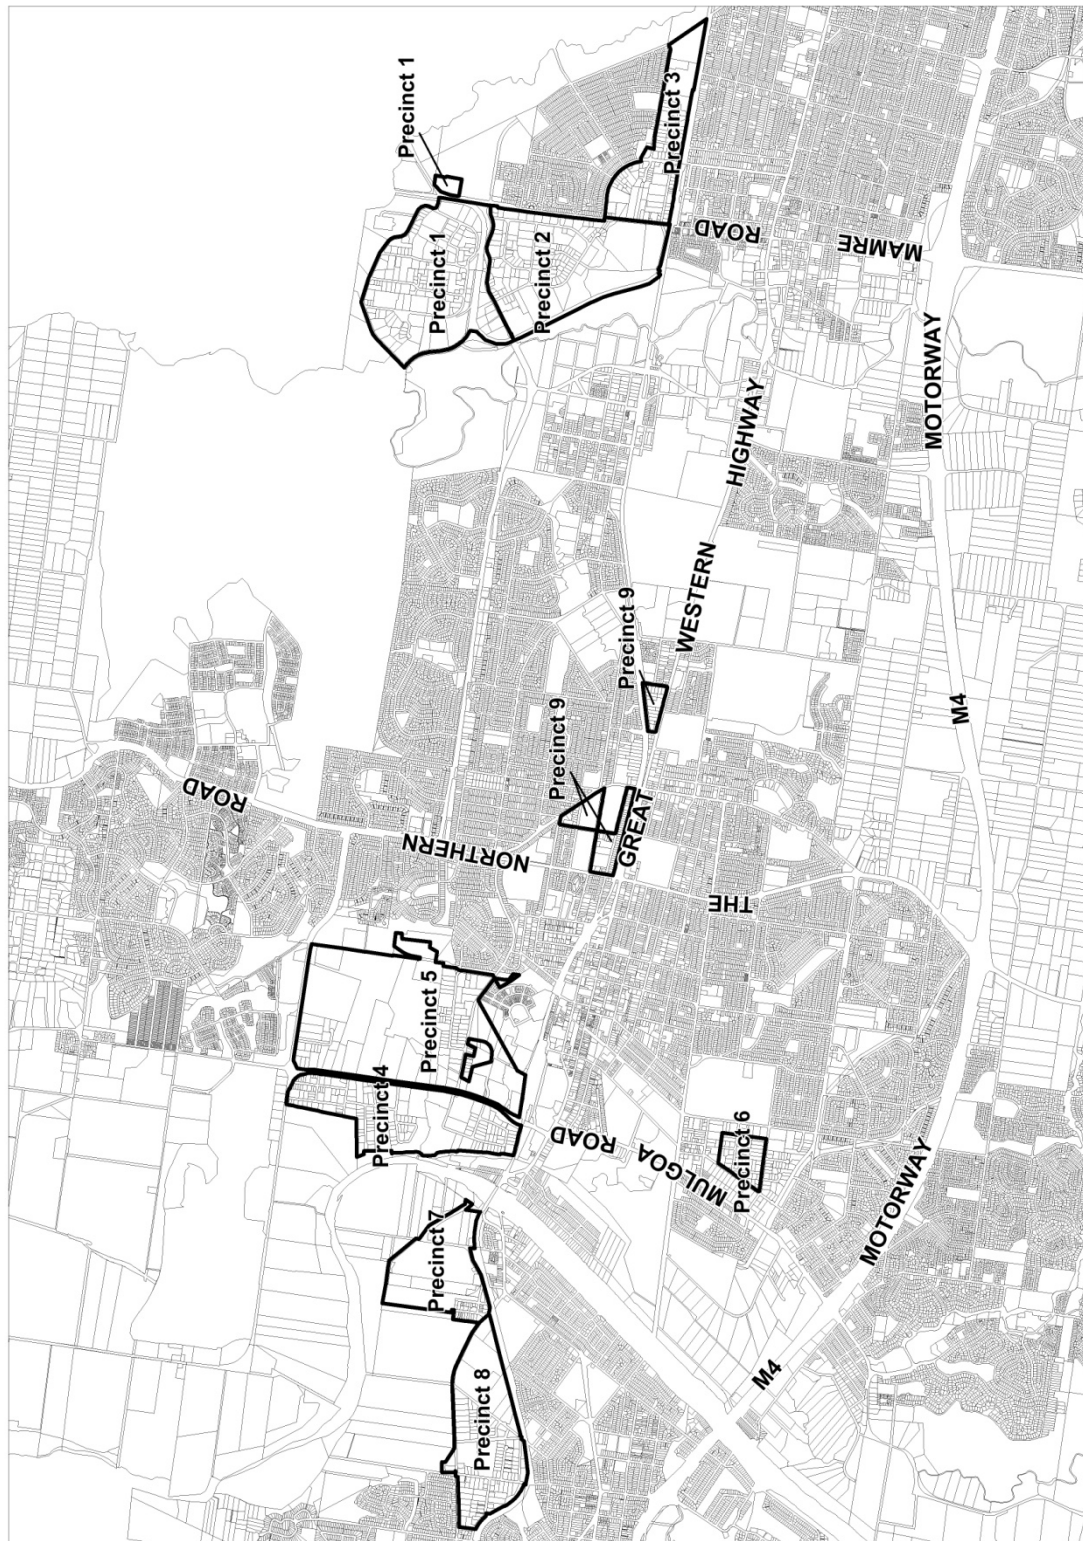 Precinct 1
Precinct 1
Precinct 2
Precinct 3
ROAD
MAMRE
MOTORWAY
HIGHWAY
WESTERN
Precinct 9
Precinct 9
GREAT
M4
ROAD
NORTHERN
THE
Precinct 5
Precinct 4
ROAD
MULGOA
Precinct 6
MOTORWAY
M4
Precinct 7
Precinct 8